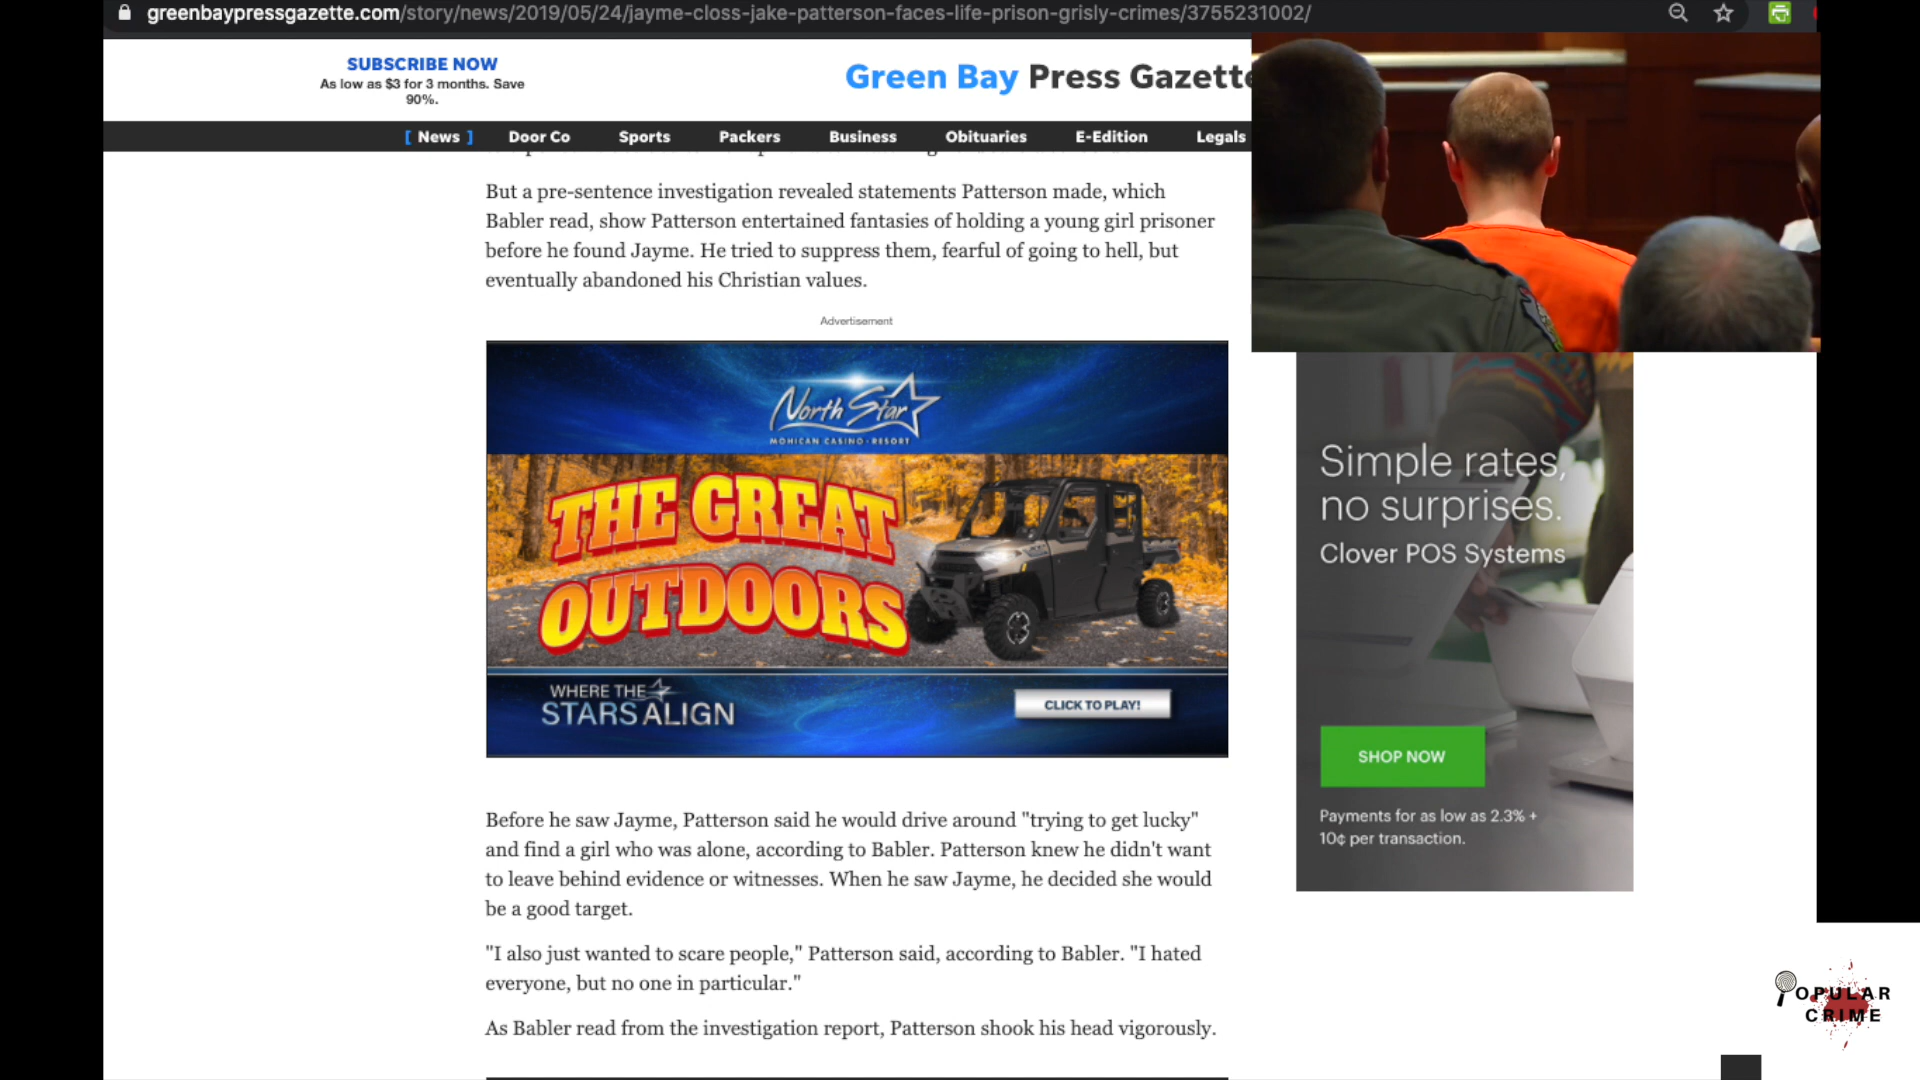 greenbaypressgazette.com/story/news/2019/05/24/jayme-closs-jake-patterson-faces-life-prison-grisly-crimes/3755231002/
SUBSCRIBE NOW
As low as $3 for 3 months. Save
90%.
Green Bay Press Gazette
[ News ] Door Co Sports Packers Business Obituaries E-Edition Legals
But a pre-sentence investigation revealed statements Patterson made, which
Babler read, show Patterson entertained fantasies of holding a young girl prisoner
before he found Jayme. He tried to suppress them, fearful of going to hell, but
eventually abandoned his Christian values.
Advertisement
North Star
MOHICAN CASINO · RESORT
THE GREAT
OUTDOORS
WHERE THE
STARS ALIGN
CLICK TO PLAY!
Simple rates,
no surprises.
Clover POS Systems
SHOP NOW
Payments for as low as 2.3% +
10¢ per transaction.
Before he saw Jayme, Patterson said he would drive around "trying to get lucky"
and find a girl who was alone, according to Babler. Patterson knew he didn't want
to leave behind evidence or witnesses. When he saw Jayme, he decided she would
be a good target.
"I also just wanted to scare people," Patterson said, according to Babler. "I hated
everyone, but no one in particular."
As Babler read from the investigation report, Patterson shook his head vigorously.
POPULAR
CRIME